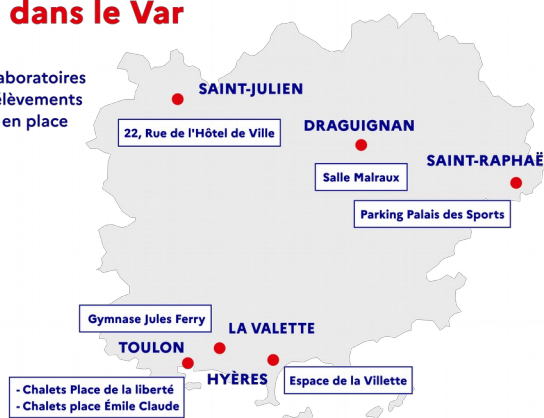 dans le Var
aboratoires
élèvements
en place
SAINT-JULIEN
22, Rue de l'Hôtel de Ville
DRAGUIGNAN
Salle Malraux
SAINT-RAPHAË
Parking Palais des Sports
Gymnase Jules Ferry
LA VALETTE
TOULON
HYÈRES
Espace de la Villette
- Chalets Place de la liberté
- Chalets place Émile Claude